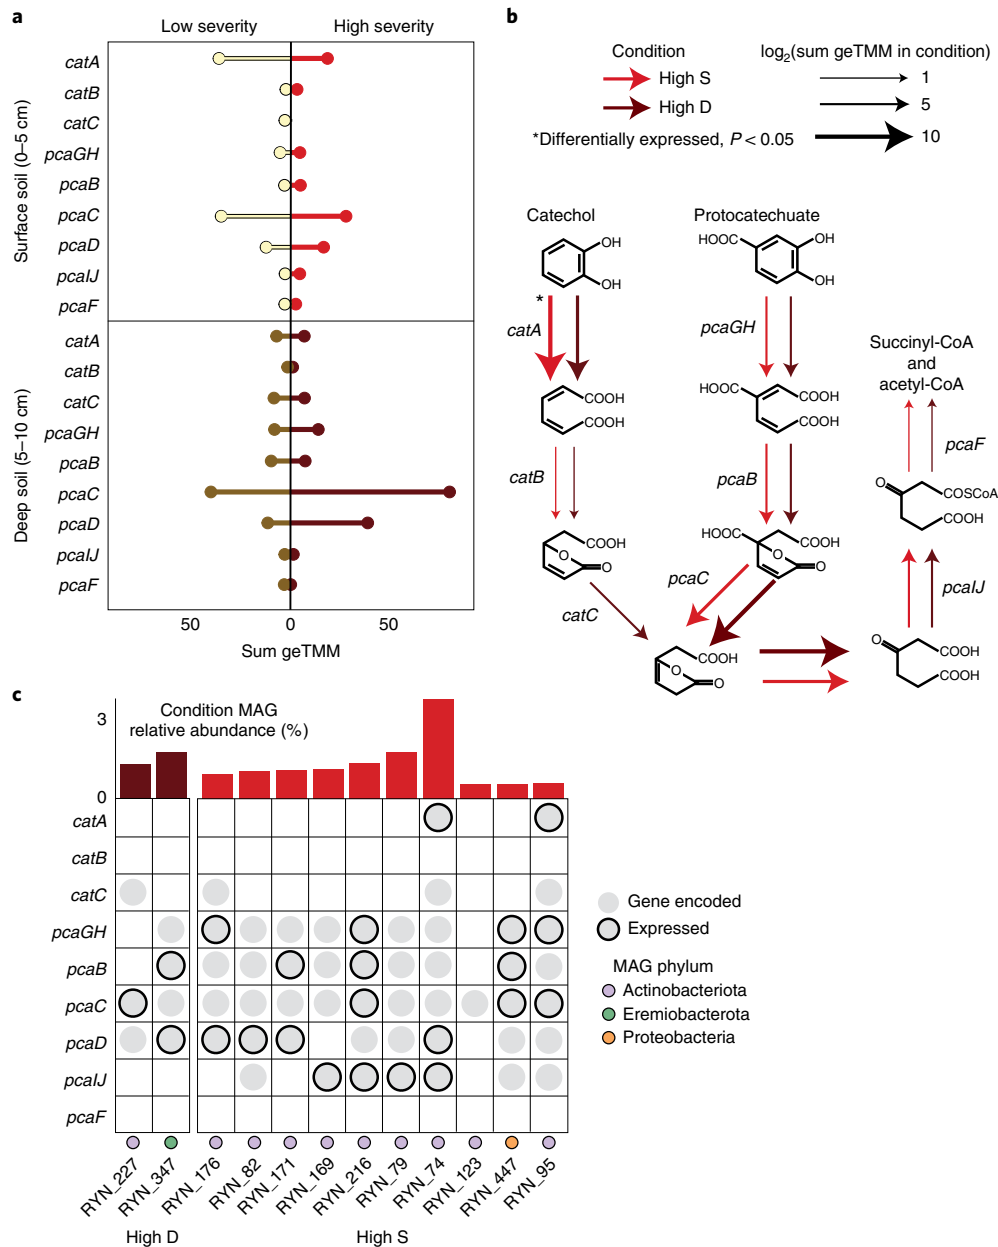 a
Low severity
High severity
Surface soil (0–5 cm)
catA
catB
catC
pcaGH
pcaB
pcaC
pcaD
pcaIJ
pcaF
Deep soil (5–10 cm)
catA
catB
catC
pcaGH
pcaB
pcaC
pcaD
pcaIJ
pcaF
50
0
50
Sum geTMM
b
Condition
High S
High D
*Differentially expressed, P < 0.05
log2(sum geTMM in condition)
1
5
10
Catechol
OH
OH
*
catA
COOH
COOH
catB
COOH
O
O
catC
Protocatechuate
HOOC
OH
OH
pcaGH
HOOC
COOH
COOH
pcaB
HOOC
COOH
O
O
pcaC
COOH
O
O
Succinyl-CoA
and
acetyl-CoA
pcaF
O
COSCoA
COOH
pcaIJ
O
COOH
COOH
c
Condition MAG
relative abundance (%)
3
0
catA
catB
catC
pcaGH
pcaB
pcaC
pcaD
pcaIJ
pcaF
RYN_227
RYN_347
RYN_176
RYN_82
RYN_171
RYN_169
RYN_216
RYN_79
RYN_74
RYN_123
RYN_447
RYN_95
High D
High S
Gene encoded
Expressed
MAG phylum
Actinobacteriota
Eremiobacterota
Proteobacteria